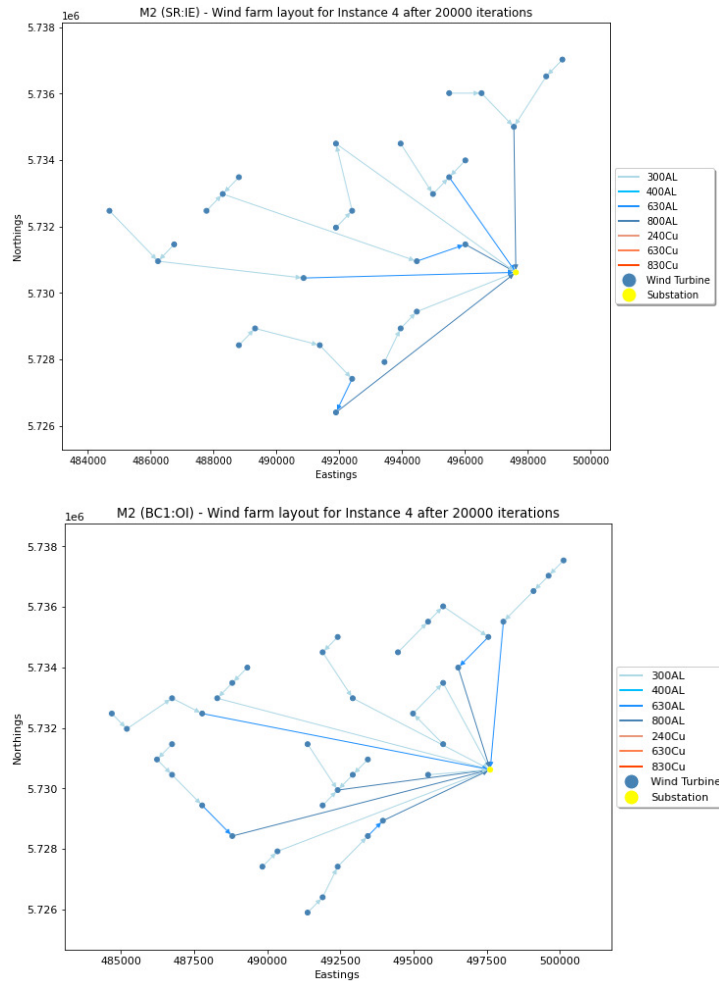 M2 (SR:IE) - Wind farm layout for Instance 4 after 20000 iterations
1e6
5.738
5.736
5.734
5.732
5.730
5.728
5.726
Northings
484000 486000 488000 490000 492000 494000 496000 498000 500000
Eastings
300AL
400AL
630AL
800AL
240Cu
630Cu
830Cu
Wind Turbine
Substation
M2 (BC1:OI) - Wind farm layout for Instance 4 after 20000 iterations
1e6
5.738
5.736
5.734
5.732
5.730
5.728
5.726
Northings
485000 487500 490000 492500 495000 497500 500000
Eastings
300AL
400AL
630AL
800AL
240Cu
630Cu
830Cu
Wind Turbine
Substation